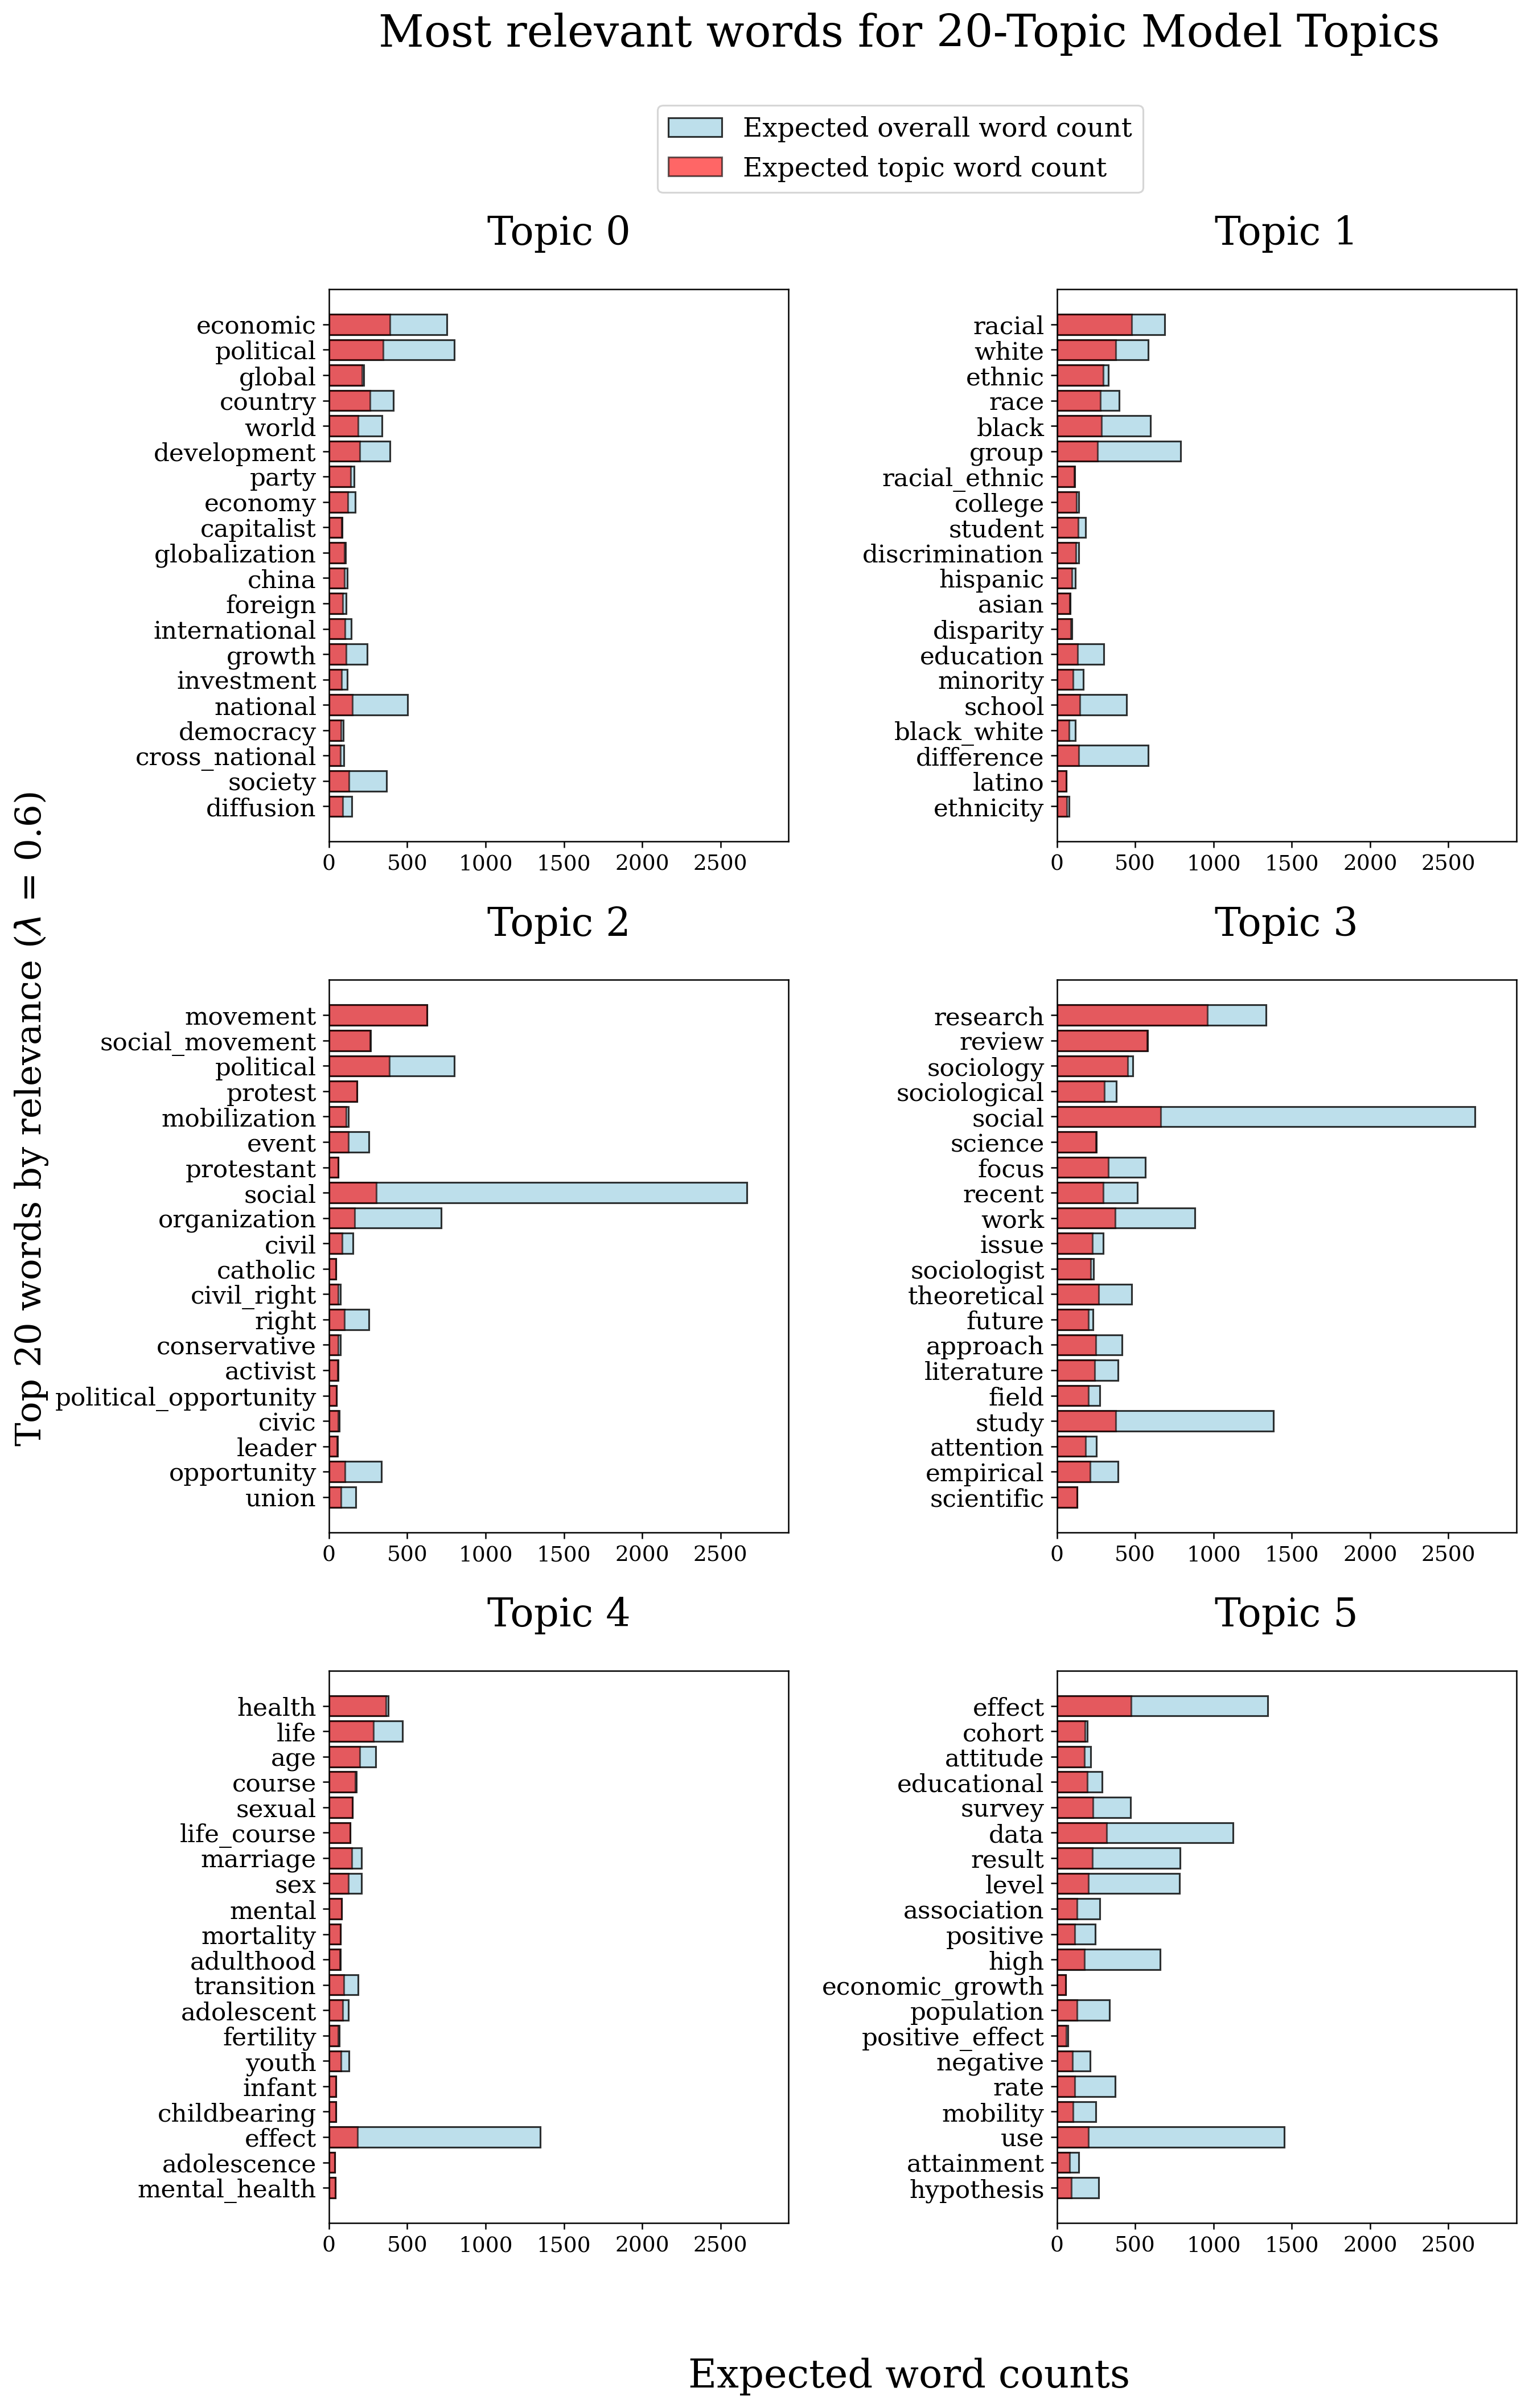 Most relevant words for 20-Topic Model Topics
Expected overall word count
Expected topic word count
Top 20 words by relevance (λ = 0.6)
Topic 0
economic
political
global
country
world
development
party
economy
capitalist
globalization
china
foreign
international
growth
investment
national
democracy
cross_national
society
diffusion
0 500 1000 1500 2000 2500
Topic 1
racial
white
ethnic
race
black
group
racial_ethnic
college
student
discrimination
hispanic
asian
disparity
education
minority
school
black_white
difference
latino
ethnicity
0 500 1000 1500 2000 2500
Topic 2
movement
social_movement
political
protest
mobilization
event
protestant
social
organization
civil
catholic
civil_right
right
conservative
activist
political_opportunity
civic
leader
opportunity
union
0 500 1000 1500 2000 2500
Topic 3
research
review
sociology
sociological
social
science
focus
recent
work
issue
sociologist
theoretical
future
approach
literature
field
study
attention
empirical
scientific
0 500 1000 1500 2000 2500
Topic 4
health
life
age
course
sexual
life_course
marriage
sex
mental
mortality
adulthood
transition
adolescent
fertility
youth
infant
childbearing
effect
adolescence
mental_health
0 500 1000 1500 2000 2500
Topic 5
effect
cohort
attitude
educational
survey
data
result
level
association
positive
high
economic_growth
population
positive_effect
negative
rate
mobility
use
attainment
hypothesis
0 500 1000 1500 2000 2500
Expected word counts